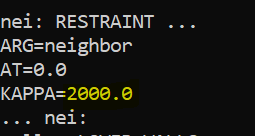 nei: RESTRAINT ...
ARG=neighbor
AT=0.0
KAPPA=2000.0
... nei: